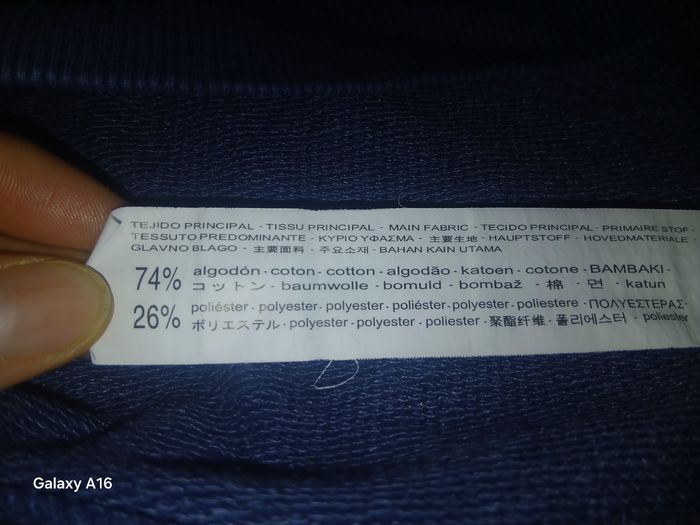 TEJIDO PRINCIPAL - TISSU PRINCIPAL - MAIN FABRIC - TECIDO PRINCIPAL - PRIMAIRE STOF -
TESSUTO PREDOMINANTE - ΚΥΡΙΟ ΥΦΑΣΜΑ - 主要生地 - HAUPTSTOFF - HOVEDMATERIALE -
GLAVNO BLAGO - 主要面料 - 주요소재 - BAHAN KAIN UTAMA
74% algodón - coton - cotton - algodão - katoen - cotone - ΒΑΜΒΑΚΙ -
コットン - baumwolle - bomuld - bombaž - 棉 - 면 - katun
26% poliéster - polyester - polyester - poliéster - polyester - poliestere - ΠΟΛΥΕΣΤΕΡΑΣ -
ポリエステル - polyester - polyester - poliester - 聚酯纤维 - 폴리에스터 - poliester
Galaxy A16